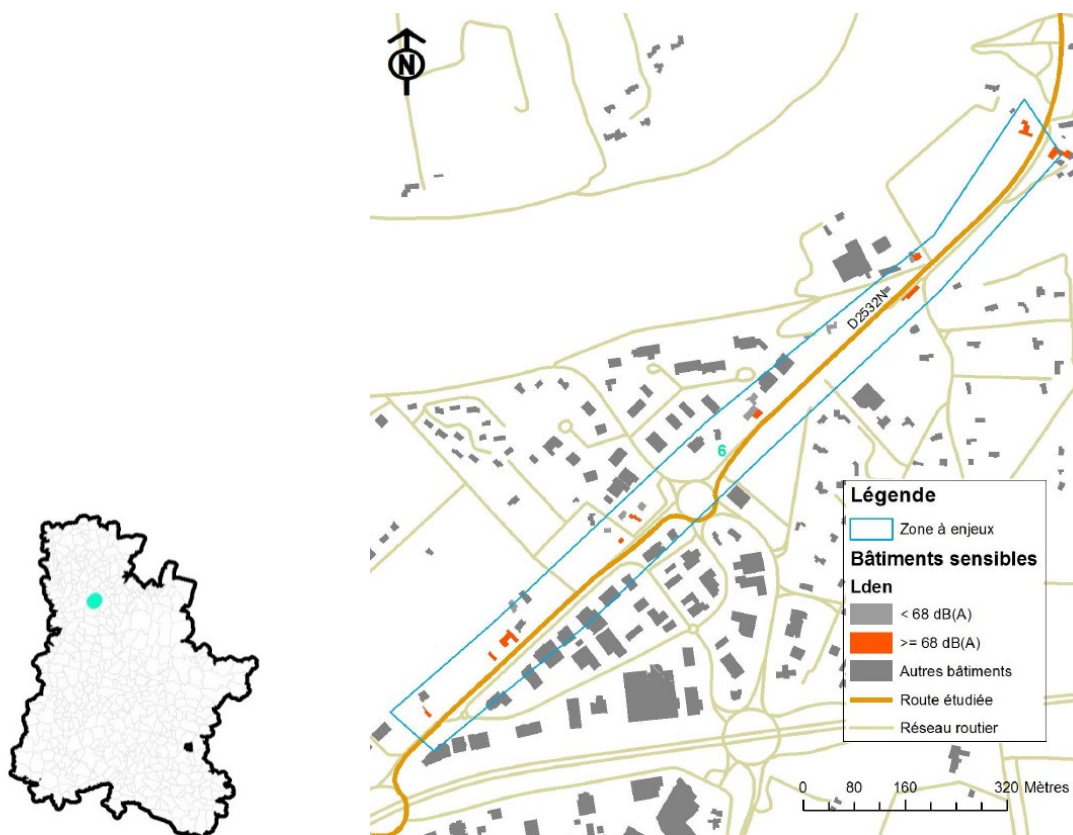 N
D2532N
6
Légende
Zone à enjeux
Bâtiments sensibles
Lden
< 68 dB(A)
>= 68 dB(A)
Autres bâtiments
Route étudiée
Réseau routier
0 80 160 320 Mètres